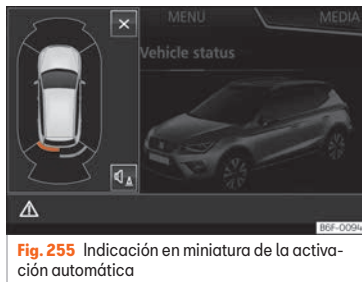 MENU
MEDIA
Vehicle status
B6F-0094
Fig. 255 Indicación en miniatura de la activa-
ción automática